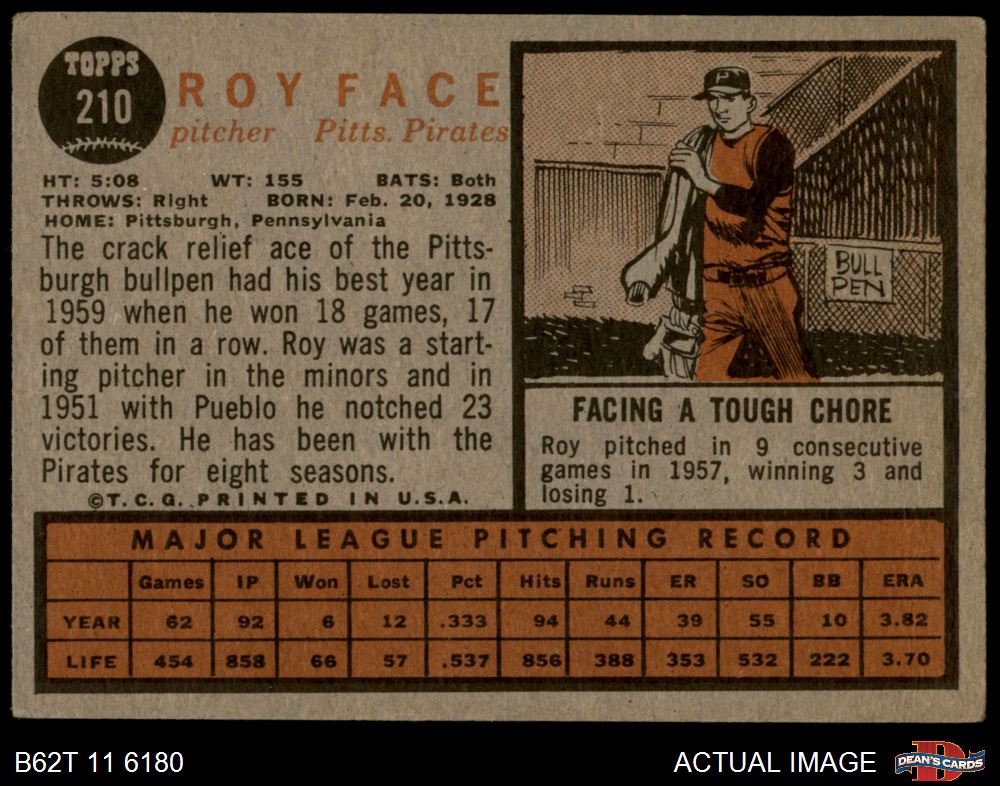 TOPPS
210
ROY FACE
pitcher Pitts. Pirates
HT: 5:08 WT: 155 BATS: Both
THROWS: Right BORN: Feb. 20, 1928
HOME: Pittsburgh, Pennsylvania
The crack relief ace of the Pitts-
burgh bullpen had his best year in
1959 when he won 18 games, 17
of them in a row. Roy was a start-
ing pitcher in the minors and in
1951 with Pueblo he notched 23
victories. He has been with the
Pirates for eight seasons.
©T. C. G. PRINTED IN U.S.A.
P
BULL
PEN
FACING A TOUGH CHORE
Roy pitched in 9 consecutive
games in 1957, winning 3 and
losing 1.
MAJOR LEAGUE PITCHING RECORD
Games IP Won Lost Pct Hits Runs ER SO BB ERA
YEAR 62 92 6 12 .333 94 44 39 55 10 3.82
LIFE 454 858 66 57 .537 856 388 353 532 222 3.70
B62T 11 6180
ACTUAL IMAGE
D
DEAN'S CARDS